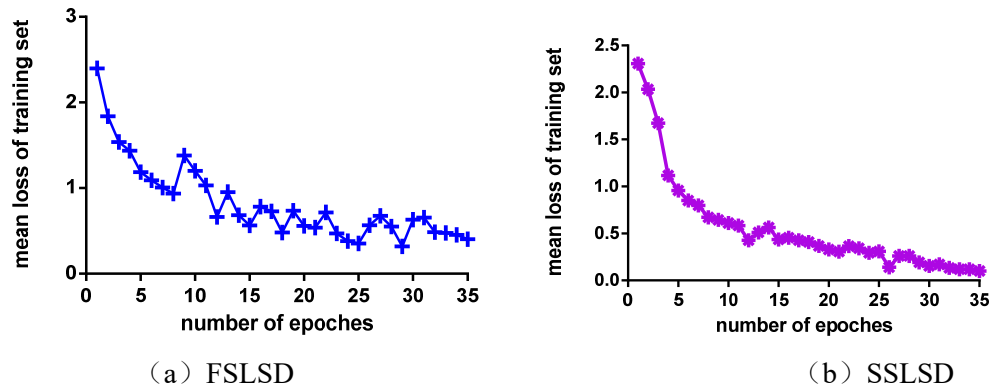 3
2
1
0
mean loss of training set
0 5 10 15 20 25 30 35
number of epoches
(a) FSLSD
2.5
2.0
1.5
1.0
0.5
0.0
mean loss of training set
0 5 10 15 20 25 30 35
number of epoches
(b) SSLSD